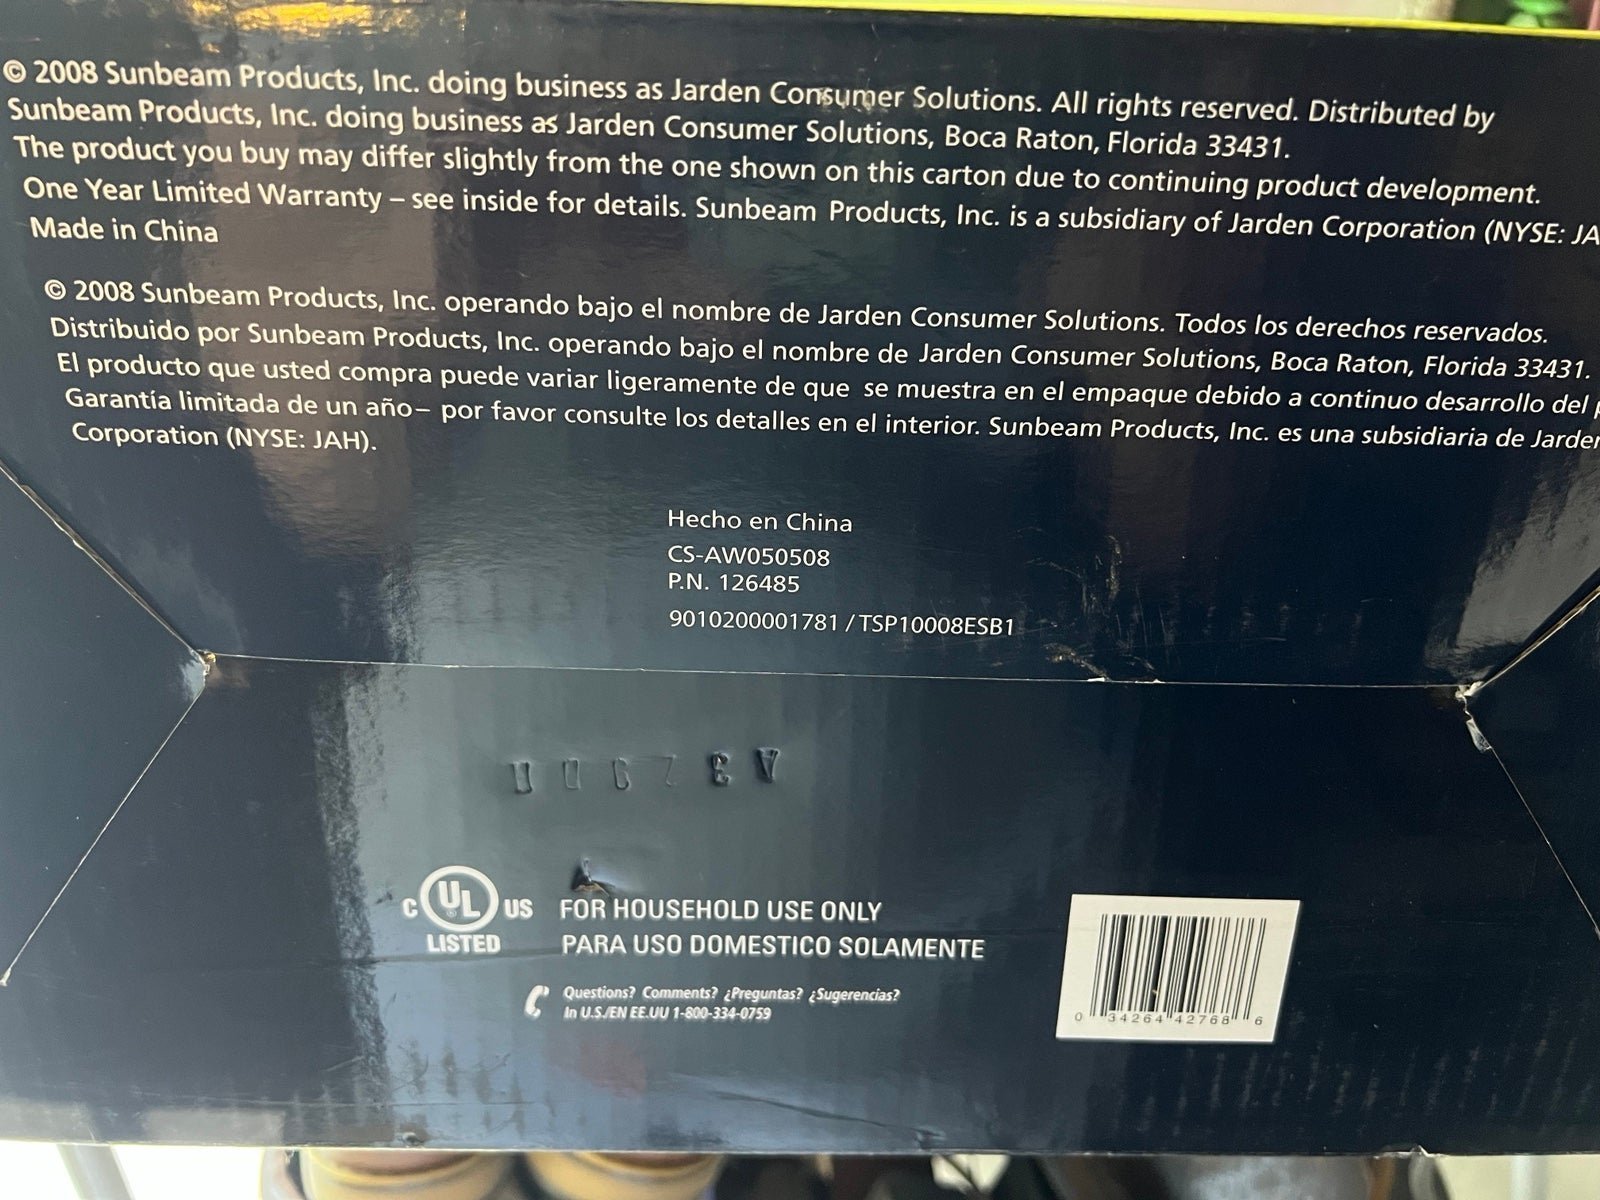 © 2008 Sunbeam Products, Inc. doing business as Jarden Consumer Solutions. All rights reserved. Distributed by
Sunbeam Products, Inc. doing business as Jarden Consumer Solutions, Boca Raton, Florida 33431.
The product you buy may differ slightly from the one shown on this carton due to continuing product development.
One Year Limited Warranty – see inside for details. Sunbeam Products, Inc. is a subsidiary of Jarden Corporation (NYSE: JA
Made in China
© 2008 Sunbeam Products, Inc. operando bajo el nombre de Jarden Consumer Solutions. Todos los derechos reservados.
Distribuido por Sunbeam Products, Inc. operando bajo el nombre de Jarden Consumer Solutions, Boca Raton, Florida 33431.
El producto que usted compra puede variar ligeramente de que se muestra en el empaque debido a continuo desarrollo del
Garantía limitada de un año– por favor consulte los detalles en el interior. Sunbeam Products, Inc. es una subsidiaria de Jarden
Corporation (NYSE: JAH).
Hecho en China
CS-AW050508
P.N. 126485
9010200001781 / TSP10008ESB1
C UL US
LISTED
FOR HOUSEHOLD USE ONLY
PARA USO DOMESTICO SOLAMENTE
Questions? Comments? ¿Preguntas? ¿Sugerencias?
In U.S./EN EE.UU 1-800-334-0759
0 34264 42768 6